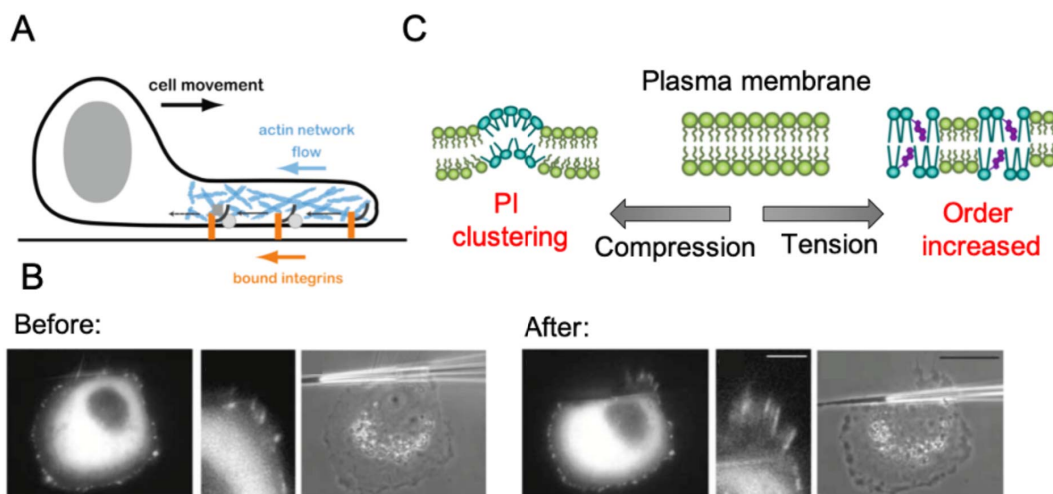 A
cell movement
actin network
flow
bound integrins
C
Plasma membrane
PI
clustering
Compression
Tension
Order
increased
B
Before:
After: